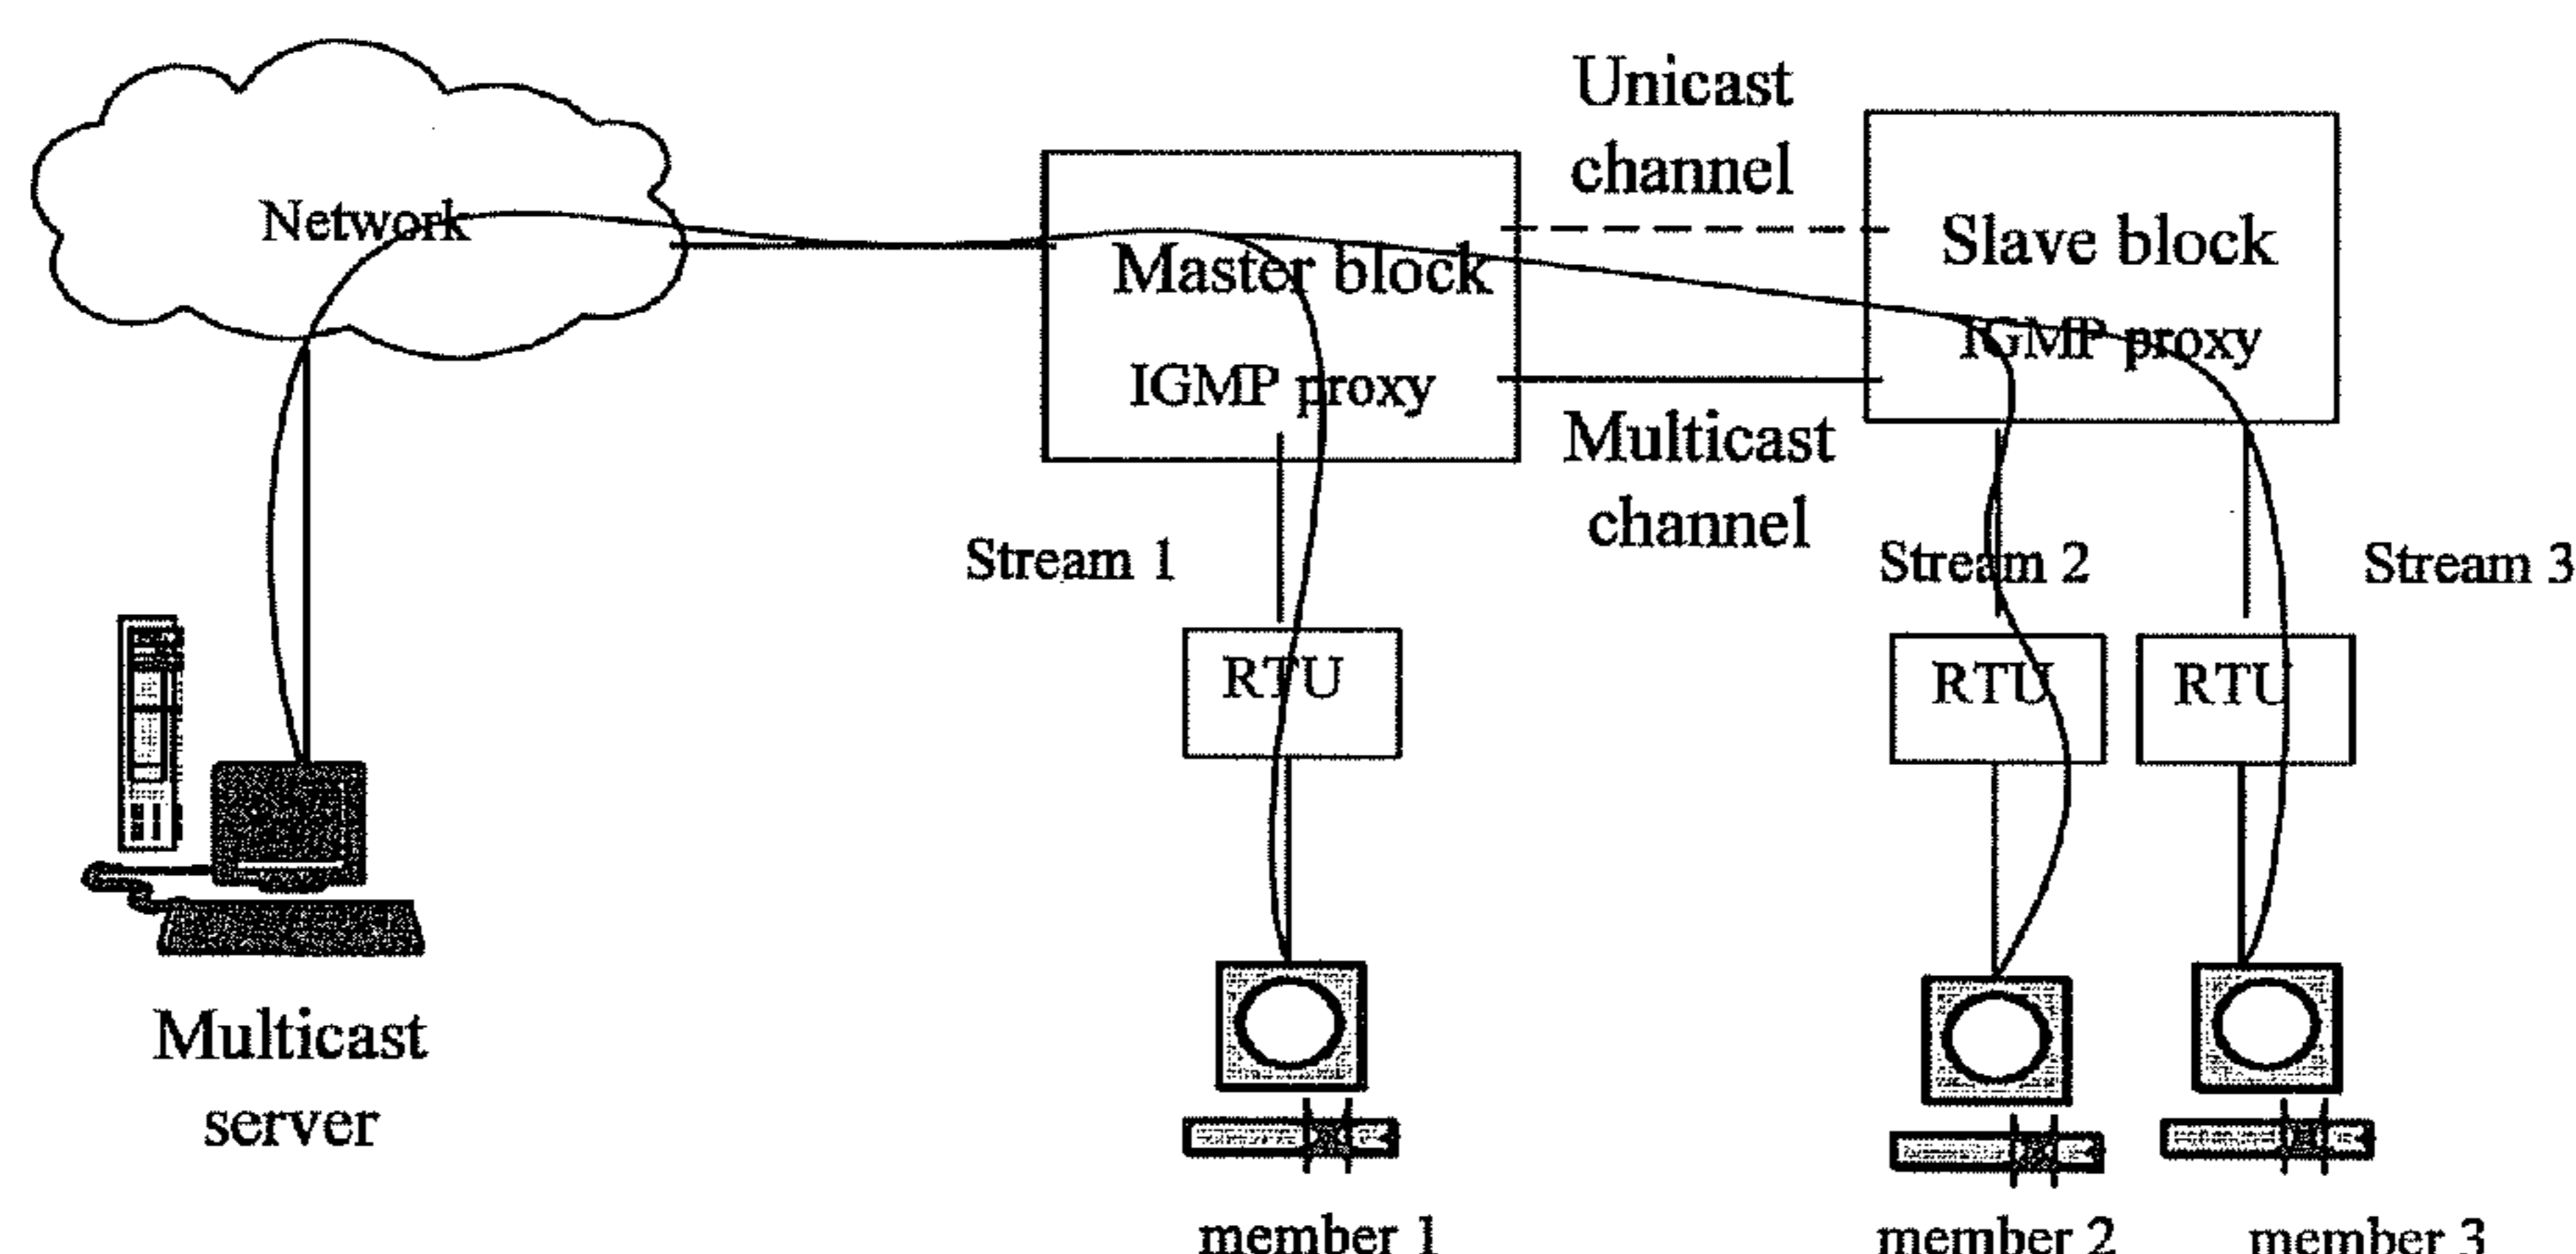 Unicast
channel
Network
Master block
IGMP proxy
Slave block
IGMP proxy
Multicast
channel
Stream 1
Stream 2
Stream 3
RTU
RTU
RTU
Multicast
server
member 1
member 2
member 3